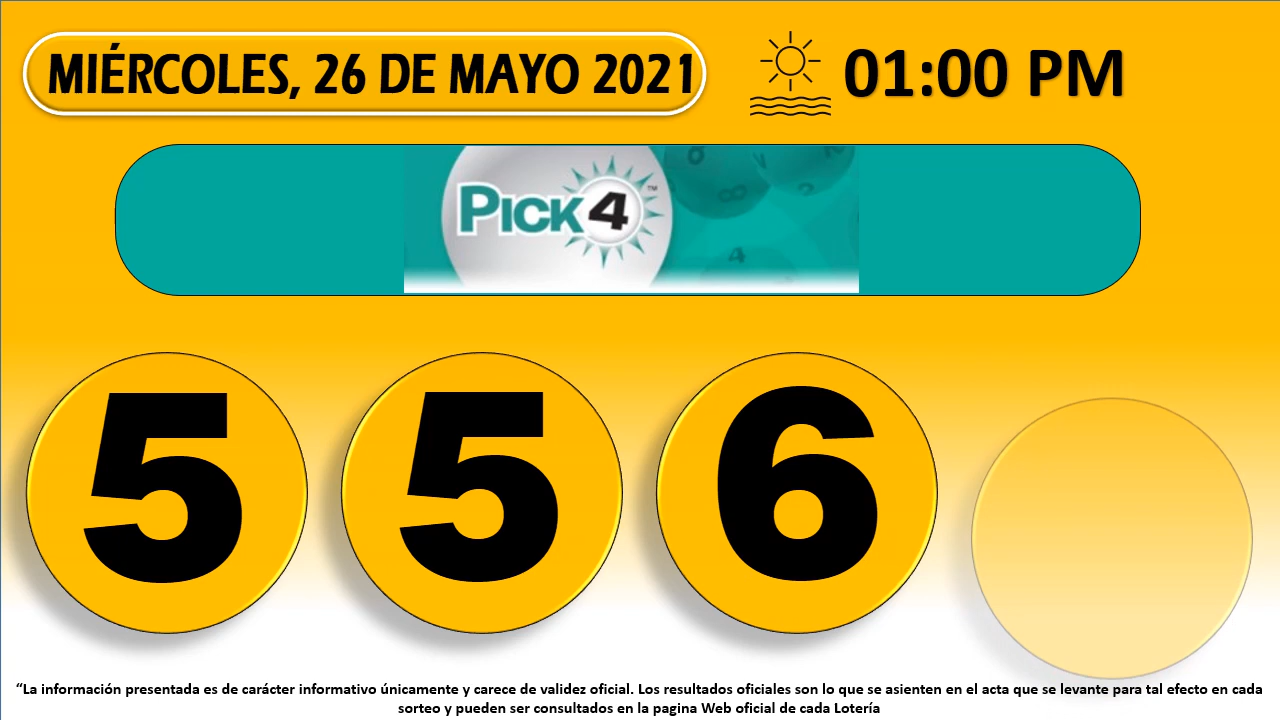 MIÉRCOLES, 26 DE MAYO 2021
01:00 PM
PICK 4™
5 5 6
“La información presentada es de carácter informativo únicamente y carece de validez oficial. Los resultados oficiales son lo que se asienten en el acta que se levante para tal efecto en cada
sorteo y pueden ser consultados en la pagina Web oficial de cada Lotería